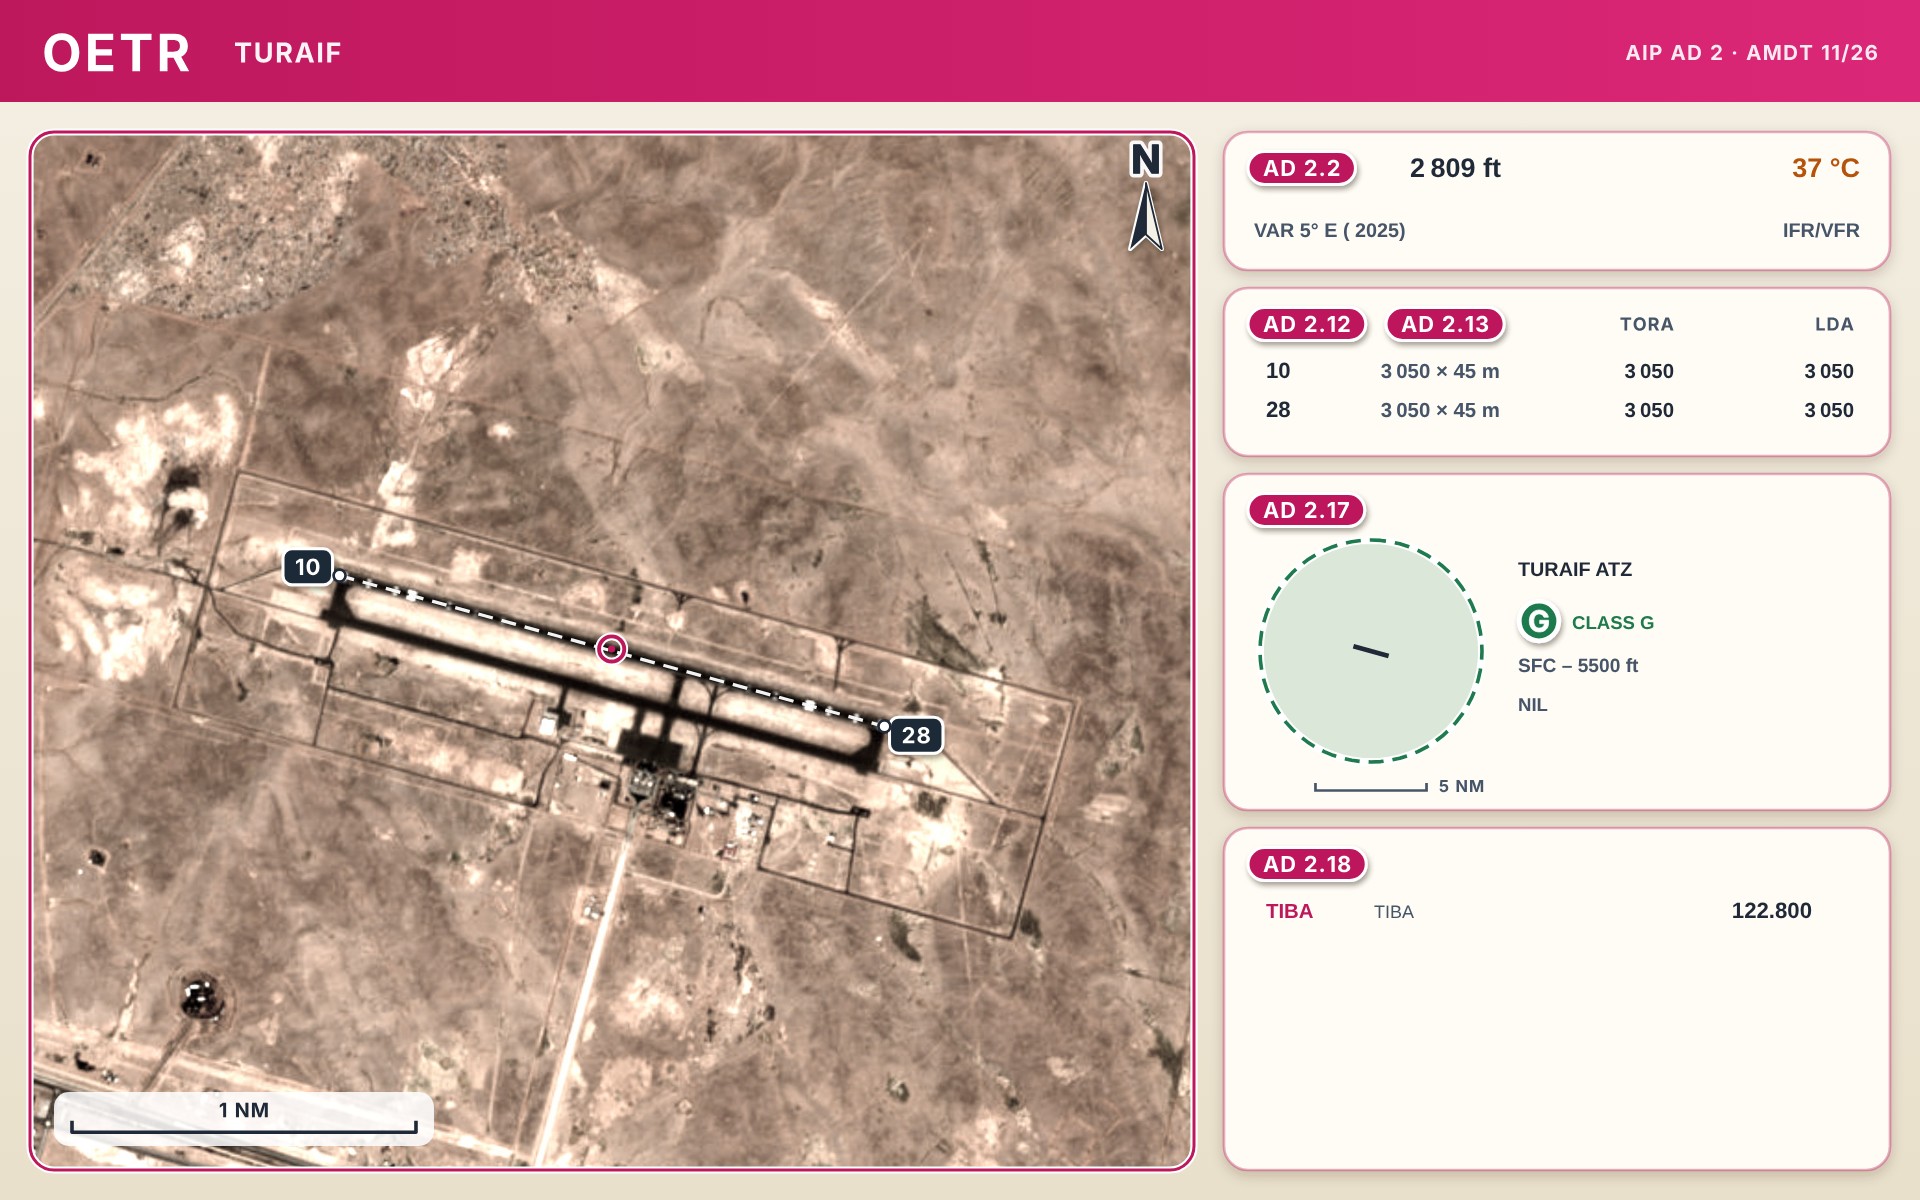 OETR TURAIF AIP AD 2 · AMDT 11/26
N
10
28
1 NM
AD 2.2 2 809 ft 37 °C
VAR 5° E ( 2025) IFR/VFR
AD 2.12 AD 2.13 TORA LDA
10 3 050 × 45 m 3 050 3 050
28 3 050 × 45 m 3 050 3 050
AD 2.17
TURAIF ATZ
G CLASS G
SFC – 5500 ft
NIL
5 NM
AD 2.18
TIBA TIBA 122.800